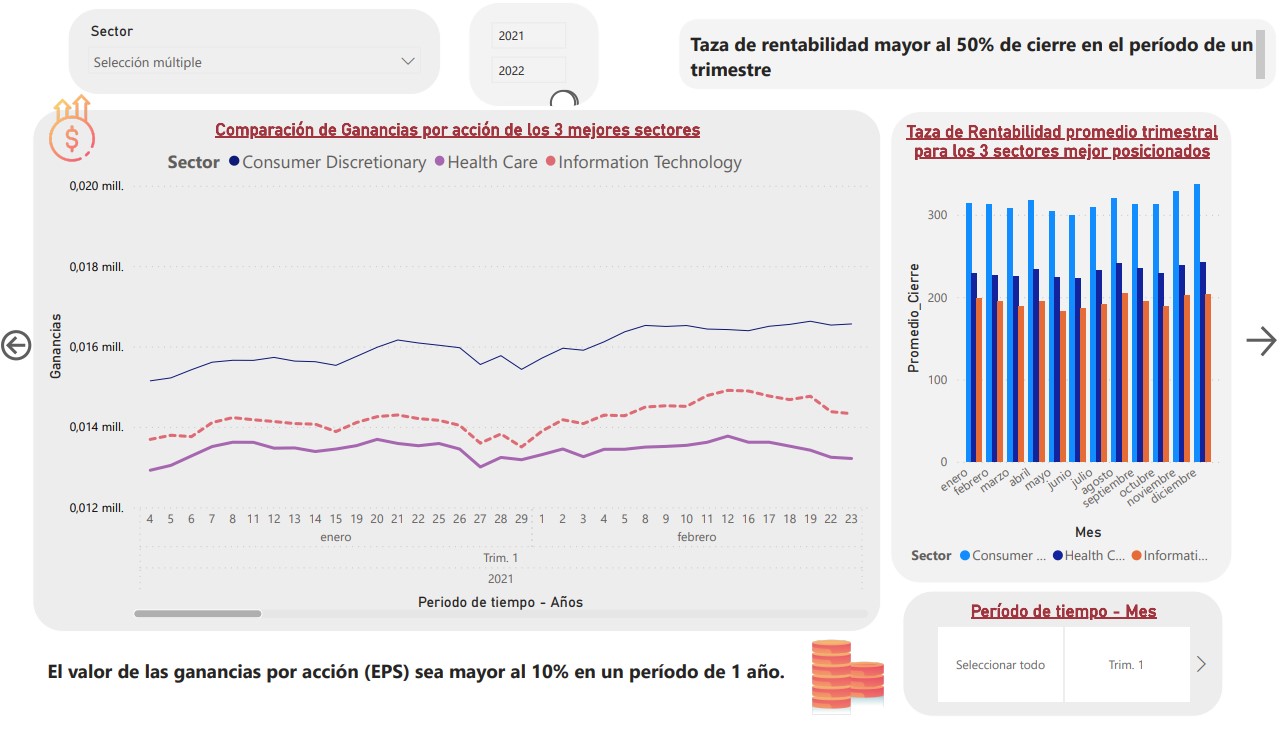 Sector
Selección múltiple
2021
2022
Taza de rentabilidad mayor al 50% de cierre en el período de un
trimestre
$
Comparación de Ganancias por acción de los 3 mejores sectores
Sector Consumer Discretionary Health Care Information Technology
0,020 mill.
0,018 mill.
0,016 mill.
0,014 mill.
0,012 mill.
Ganancias
4 5 6 7 8 11 12 13 14 15 19 20 21 22 25 26 27 28 29 1 2 3 4 5 8 9 10 11 12 16 17 18 19 22 23
enero febrero
Trim. 1
2021
Periodo de tiempo - Años
Taza de Rentabilidad promedio trimestral
para los 3 sectores mejor posicionados
Promedio_Cierre
300
200
100
0
enero febrero marzo abril mayo junio julio agosto septiembre octubre noviembre diciembre
Mes
Sector Consumer ... Health C... Informati...
El valor de las ganancias por acción (EPS) sea mayor al 10% en un período de 1 año.
Período de tiempo - Mes
Seleccionar todo Trim. 1